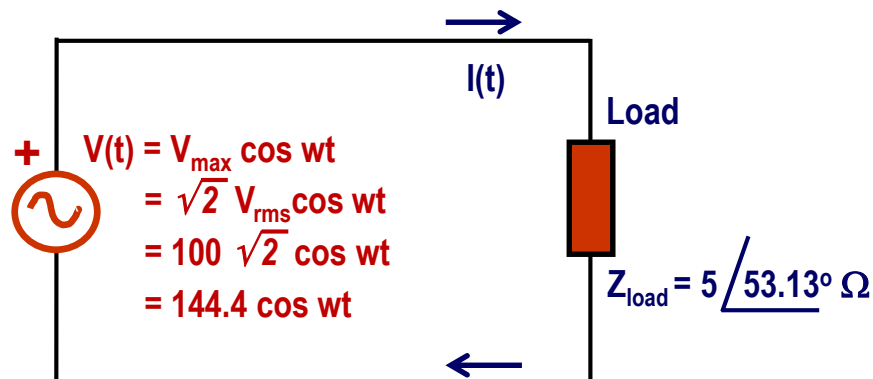 I(t)
Load
+ V(t) = Vmax cos wt
= √2 Vrms cos wt
= 100 √2 cos wt
= 144.4 cos wt
Zload = 5 /53.13º Ω